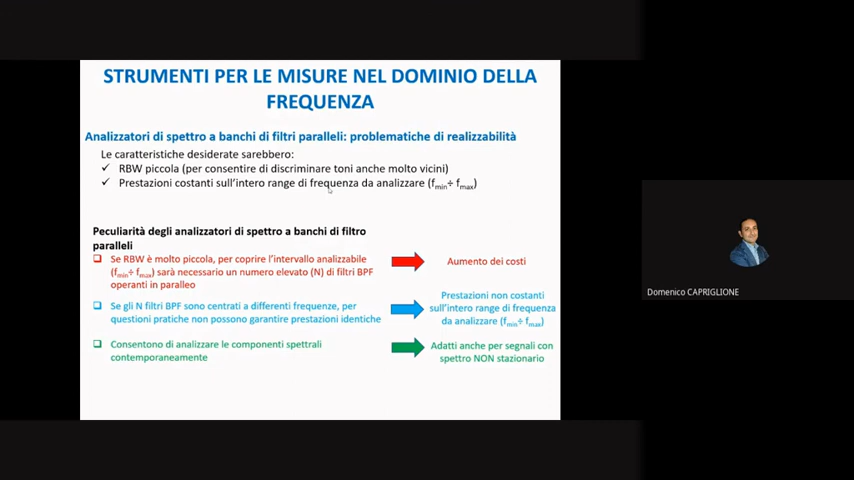 STRUMENTI PER LE MISURE NEL DOMINIO DELLA
FREQUENZA
Analizzatori di spettro a banchi di filtri paralleli: problematiche di realizzabilità
Le caratteristiche desiderate sarebbero:
✓ RBW piccola (per consentire di discriminare toni anche molto vicini)
✓ Prestazioni costanti sull'intero range di frequenza da analizzare (fmin÷ fmax)
Peculiarità degli analizzatori di spettro a banchi di filtro
paralleli
Se RBW è molto piccola, per coprire l'intervallo analizzabile
(fmin÷ fmax) sarà necessario un numero elevato (N) di filtri BPF
operanti in paralleo
Aumento dei costi
Se gli N filtri BPF sono centrati a differenti frequenze, per
questioni pratiche non possono garantire prestazioni identiche
Prestazioni non costanti
sull'intero range di frequenza
da analizzare (fmin÷ fmax)
Consentono di analizzare le componenti spettrali
contemporaneamente
Adatti anche per segnali con
spettro NON stazionario
Domenico CAPRIGLIONE